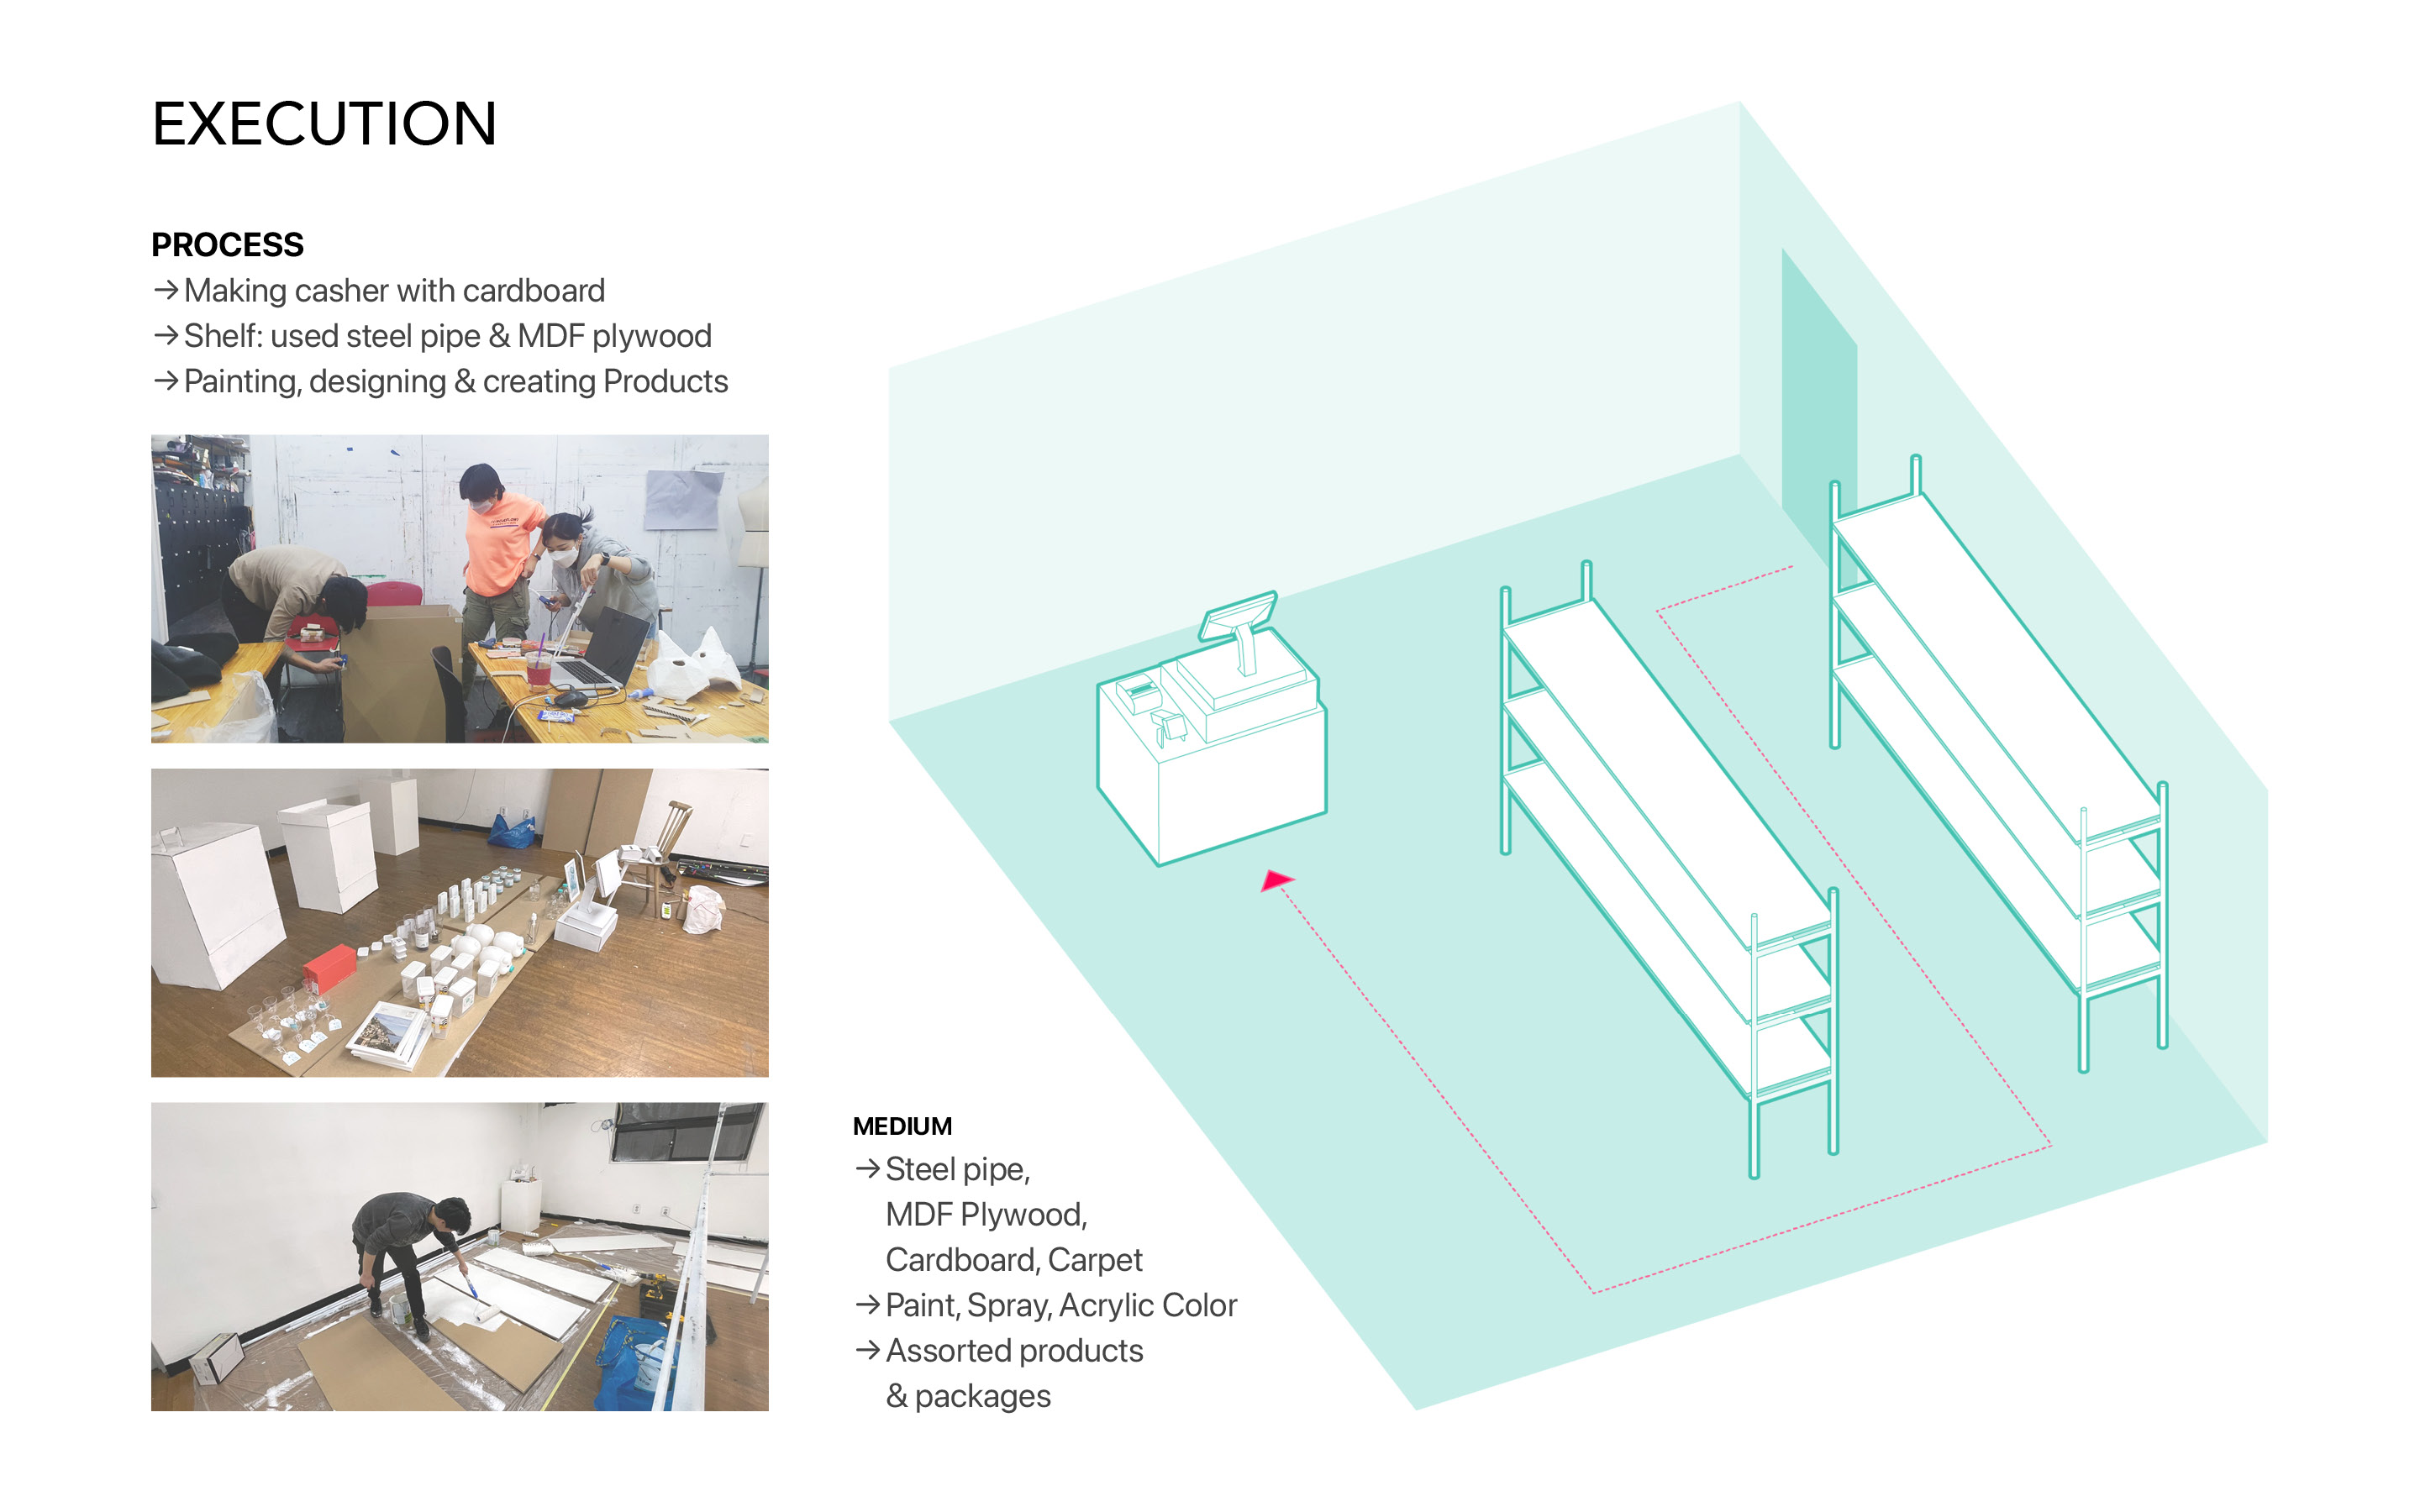 EXECUTION
PROCESS
→Making casher with cardboard
→Shelf: used steel pipe & MDF plywood
→Painting, designing & creating Products
MEDIUM
→Steel pipe,
MDF Plywood,
Cardboard, Carpet
→Paint, Spray, Acrylic Color
→Assorted products
& packages